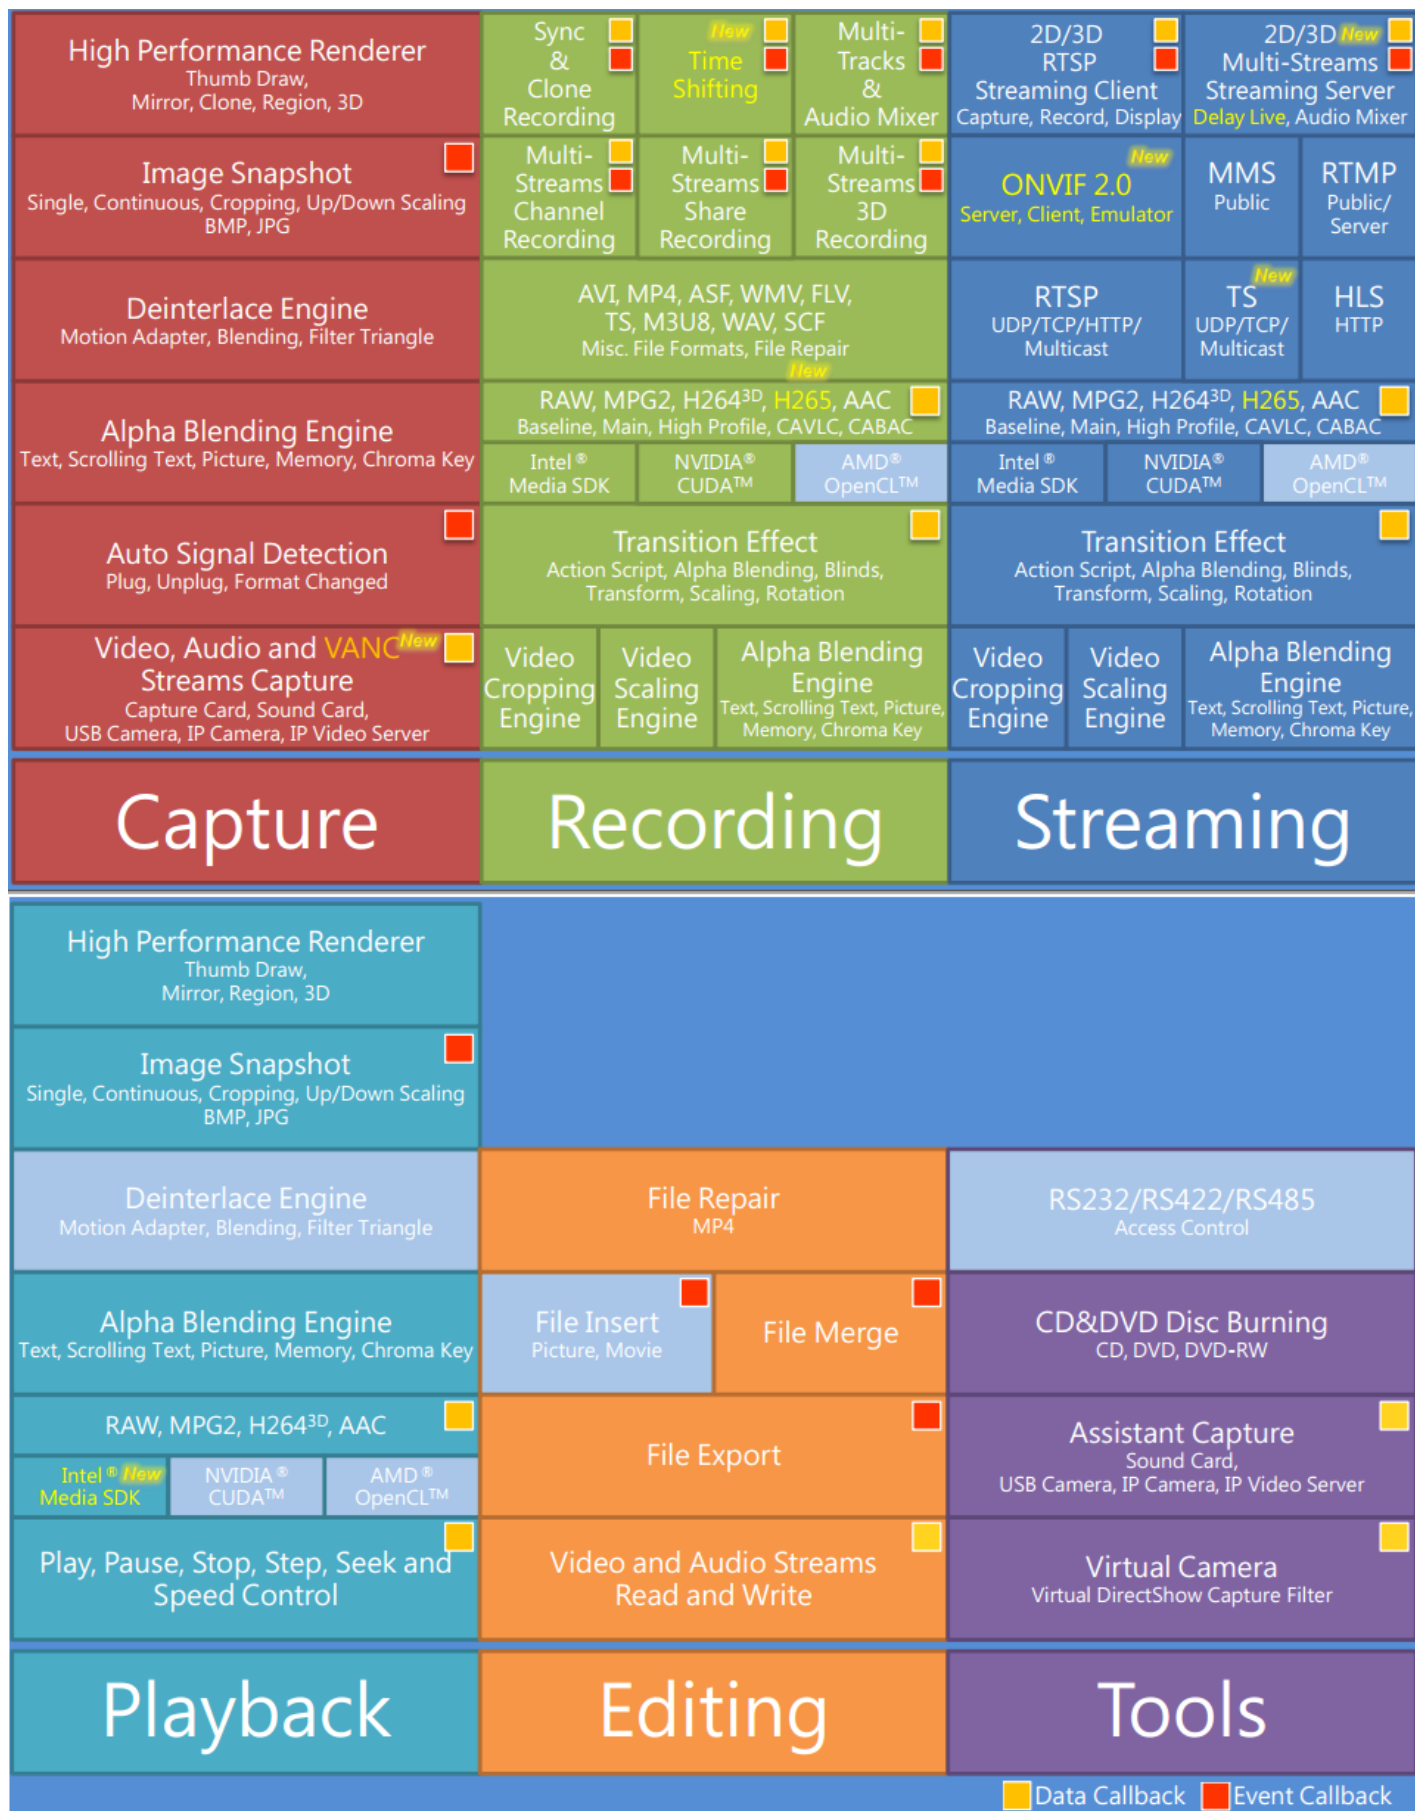 High Performance Renderer
Thumb Draw,
Mirror, Clone, Region, 3D
Image Snapshot
Single, Continuous, Cropping, Up/Down Scaling
BMP, JPG
Deinterlace Engine
Motion Adapter, Blending, Filter Triangle
Alpha Blending Engine
Text, Scrolling Text, Picture, Memory, Chroma Key
Auto Signal Detection
Plug, Unplug, Format Changed
Video, Audio and VANC New
Streams Capture
Capture Card, Sound Card,
USB Camera, IP Camera, IP Video Server
Capture
Sync
&
Clone
Recording
New
Time
Shifting
Multi-
Tracks
&
Audio Mixer
Multi-
Streams
Channel
Recording
Multi-
Streams
Share
Recording
Multi-
Streams
3D
Recording
AVI, MP4, ASF, WMV, FLV,
TS, M3U8, WAV, SCF
Misc. File Formats, File Repair
New
RAW, MPG2, H264³ᴰ, H265, AAC
Baseline, Main, High Profile, CAVLC, CABAC
Intel ®
Media SDK
NVIDIA®
CUDA™
AMD®
OpenCL™
Transition Effect
Action Script, Alpha Blending, Blinds,
Transform, Scaling, Rotation
Video
Cropping
Engine
Video
Scaling
Engine
Alpha Blending
Engine
Text, Scrolling Text, Picture,
Memory, Chroma Key
Recording
2D/3D
RTSP
Streaming Client
Capture, Record, Display
2D/3D New
Multi-Streams
Streaming Server
Delay Live, Audio Mixer
New
ONVIF 2.0
Server, Client, Emulator
MMS
Public
RTMP
Public/
Server
RTSP
UDP/TCP/HTTP/
Multicast
New
TS
UDP/TCP/
Multicast
HLS
HTTP
RAW, MPG2, H264³ᴰ, H265, AAC
Baseline, Main, High Profile, CAVLC, CABAC
Intel ®
Media SDK
NVIDIA®
CUDA™
AMD®
OpenCL™
Transition Effect
Action Script, Alpha Blending, Blinds,
Transform, Scaling, Rotation
Video
Cropping
Engine
Video
Scaling
Engine
Alpha Blending
Engine
Text, Scrolling Text, Picture,
Memory, Chroma Key
Streaming
High Performance Renderer
Thumb Draw,
Mirror, Region, 3D
Image Snapshot
Single, Continuous, Cropping, Up/Down Scaling
BMP, JPG
Deinterlace Engine
Motion Adapter, Blending, Filter Triangle
Alpha Blending Engine
Text, Scrolling Text, Picture, Memory, Chroma Key
RAW, MPG2, H264³ᴰ, AAC
Intel ® New
Media SDK
NVIDIA ®
CUDA™
AMD ®
OpenCL™
Play, Pause, Stop, Step, Seek and
Speed Control
Playback
File Repair
MP4
File Insert
Picture, Movie
File Merge
File Export
Video and Audio Streams
Read and Write
Editing
RS232/RS422/RS485
Access Control
CD&DVD Disc Burning
CD, DVD, DVD-RW
Assistant Capture
Sound Card,
USB Camera, IP Camera, IP Video Server
Virtual Camera
Virtual DirectShow Capture Filter
Tools
Data Callback
Event Callback